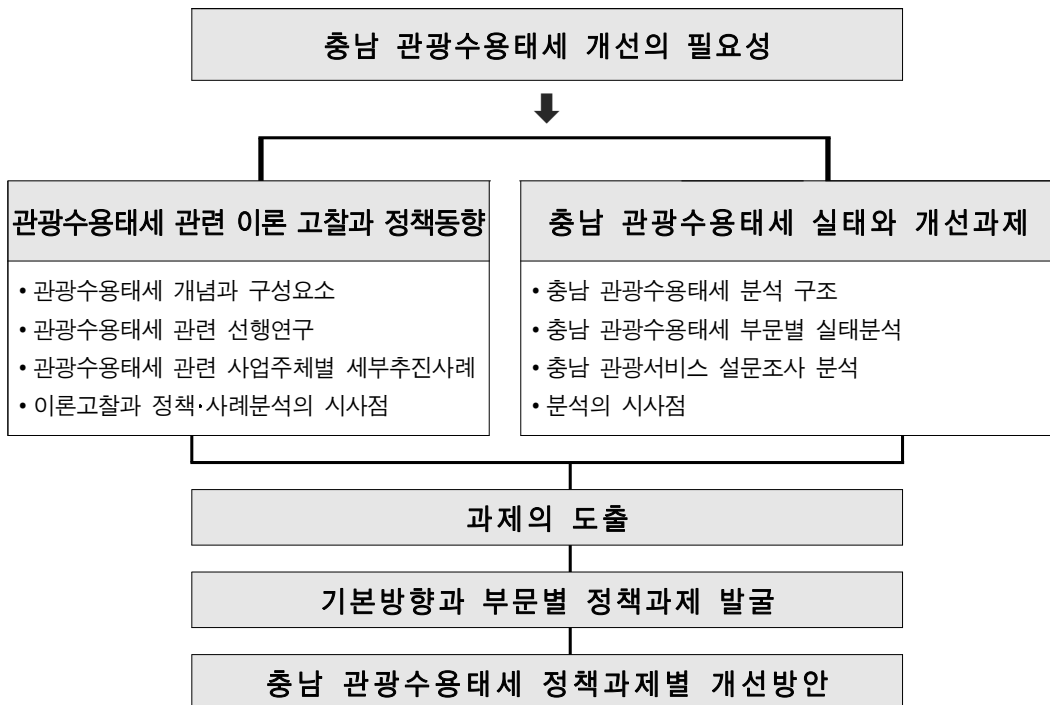 충남 관광수용태세 개선의 필요성
관광수용태세 관련 이론 고찰과 정책동향
• 관광수용태세 개념과 구성요소
• 관광수용태세 관련 선행연구
• 관광수용태세 관련 사업주체별 세부추진사례
• 이론고찰과 정책·사례분석의 시사점
충남 관광수용태세 실태와 개선과제
• 충남 관광수용태세 분석 구조
• 충남 관광수용태세 부문별 실태분석
• 충남 관광서비스 설문조사 분석
• 분석의 시사점
과제의 도출
기본방향과 부문별 정책과제 발굴
충남 관광수용태세 정책과제별 개선방안